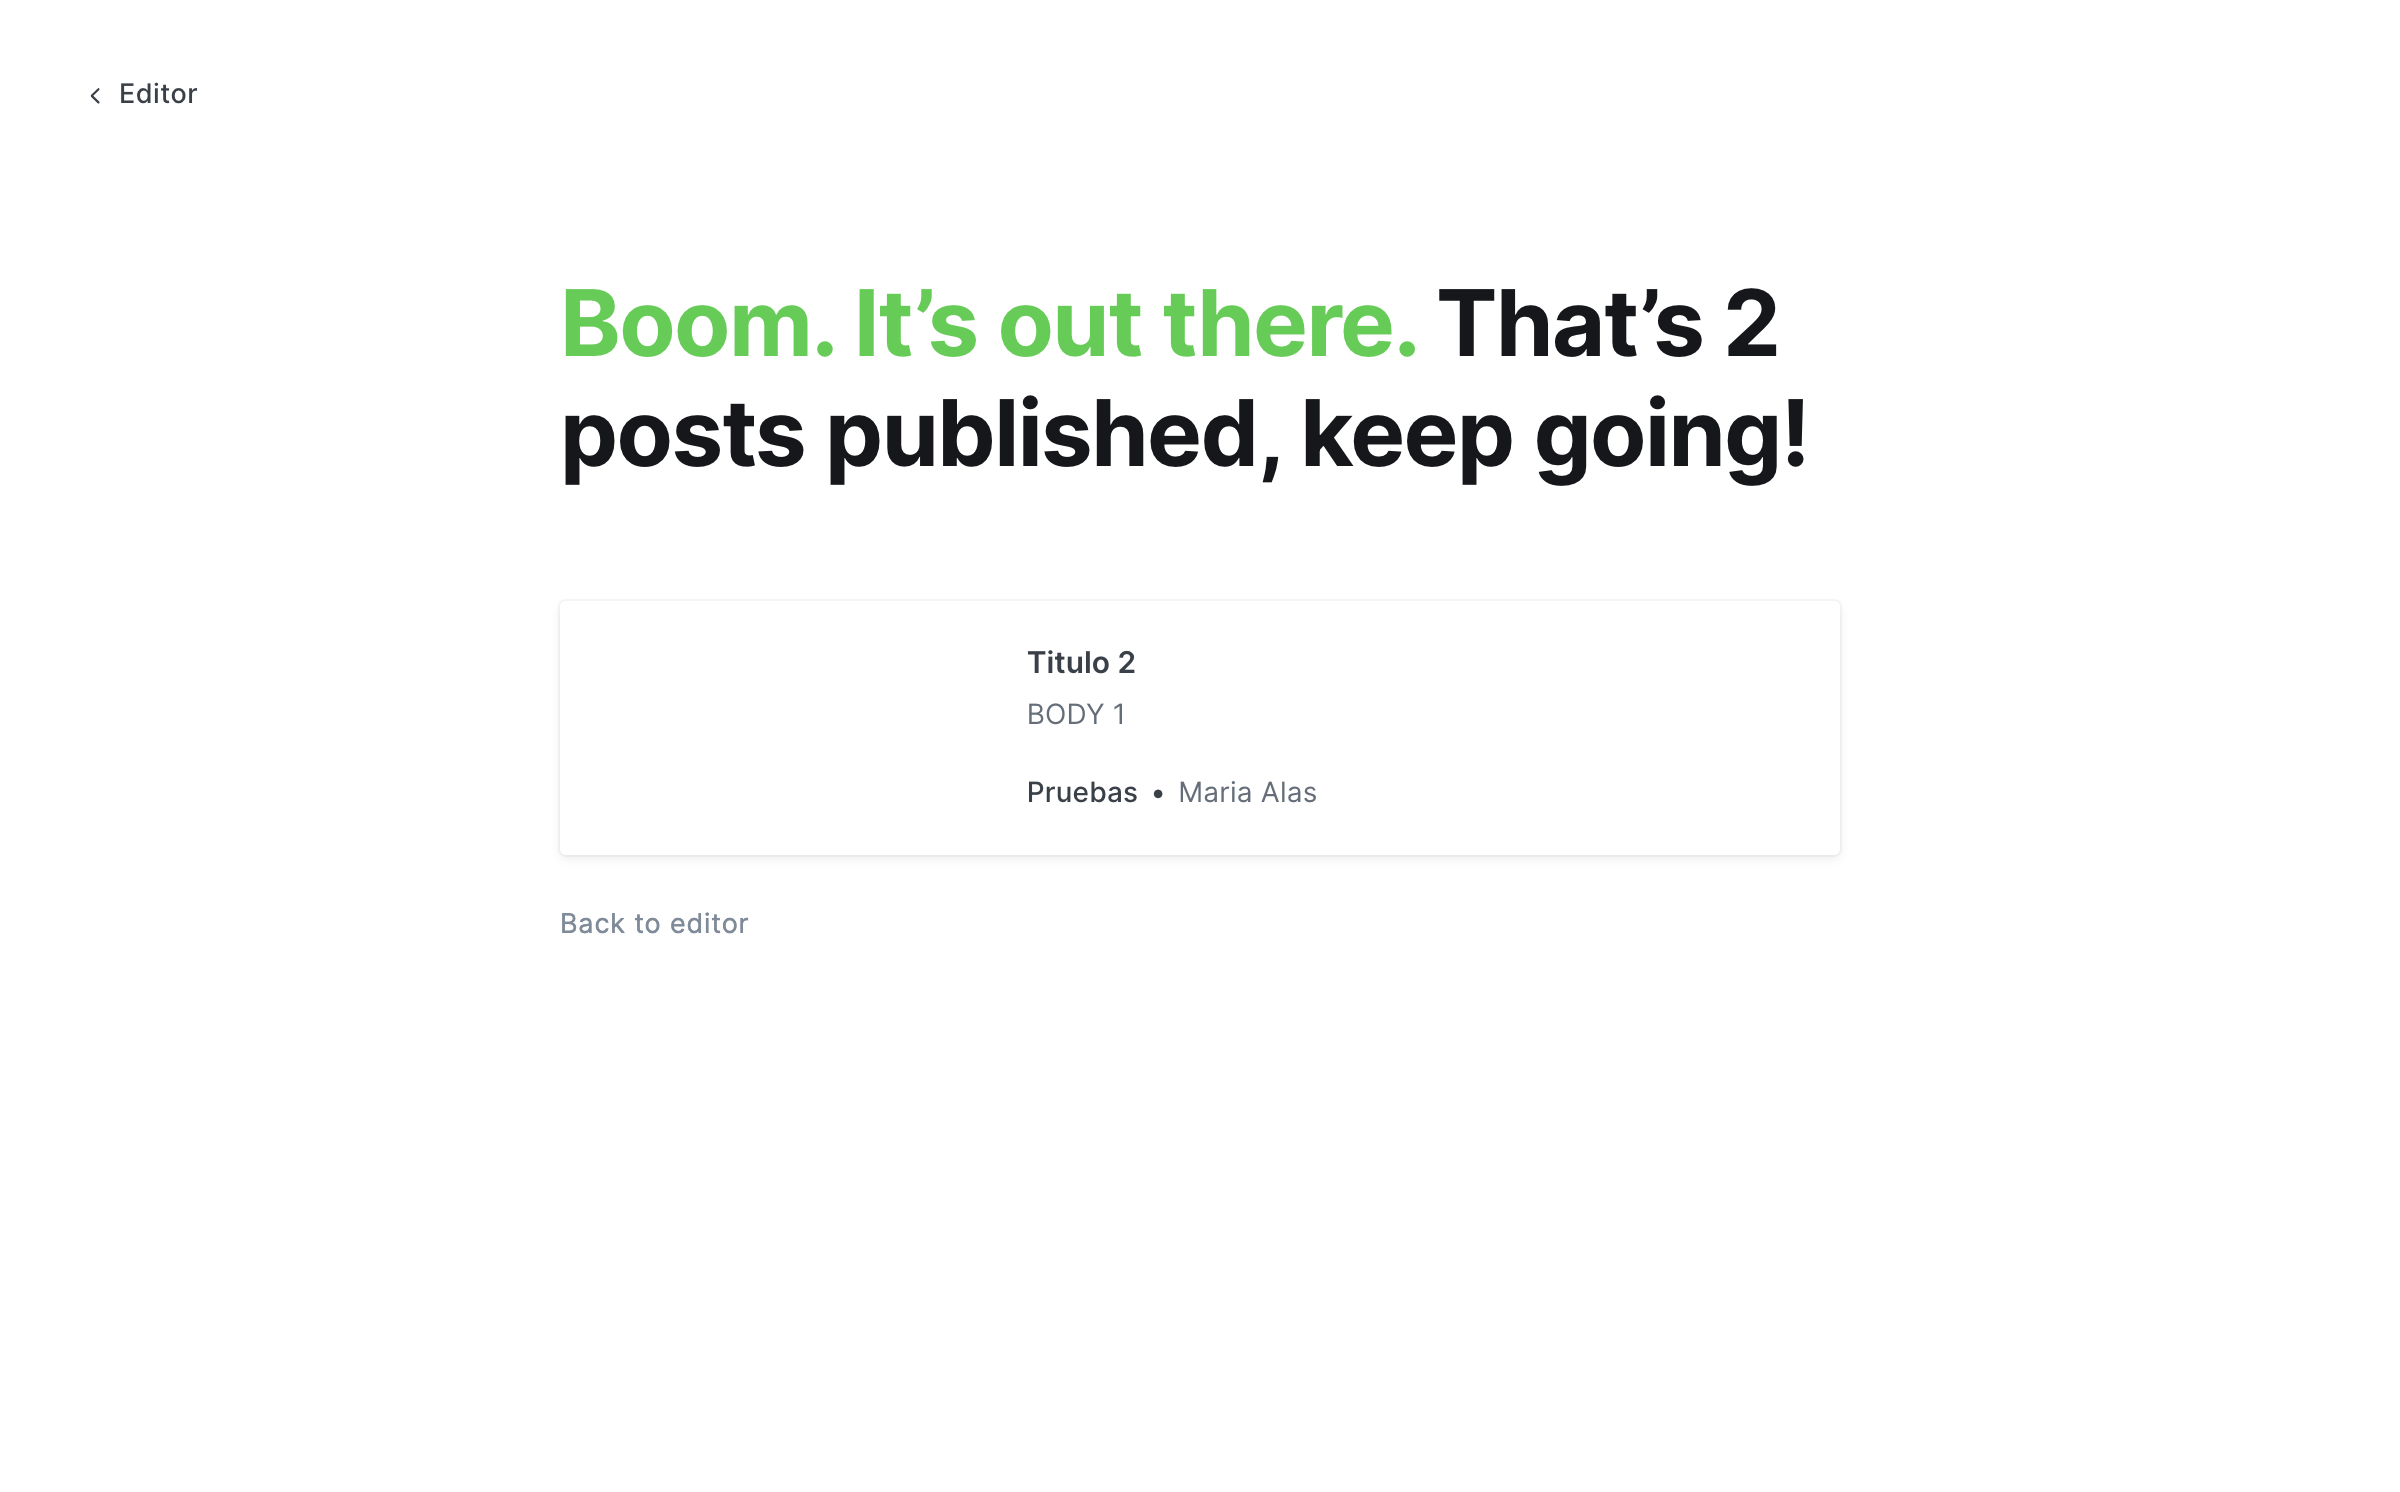 Editor
Boom. It’s out there. That’s 2
posts published, keep going!
Titulo 2
BODY 1
Pruebas • Maria Alas
Back to editor